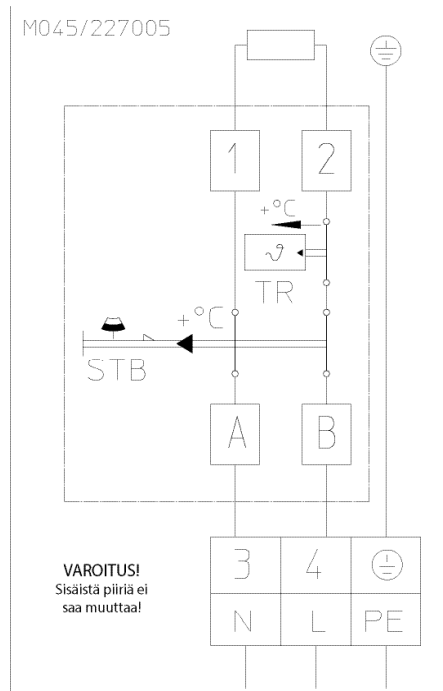 M045/227005
1 2
+°C
ϑ
TR
+°C
STB
A B
VAROITUS!
Sisäistä piiriä ei
saa muuttaa!
3 4
N L PE